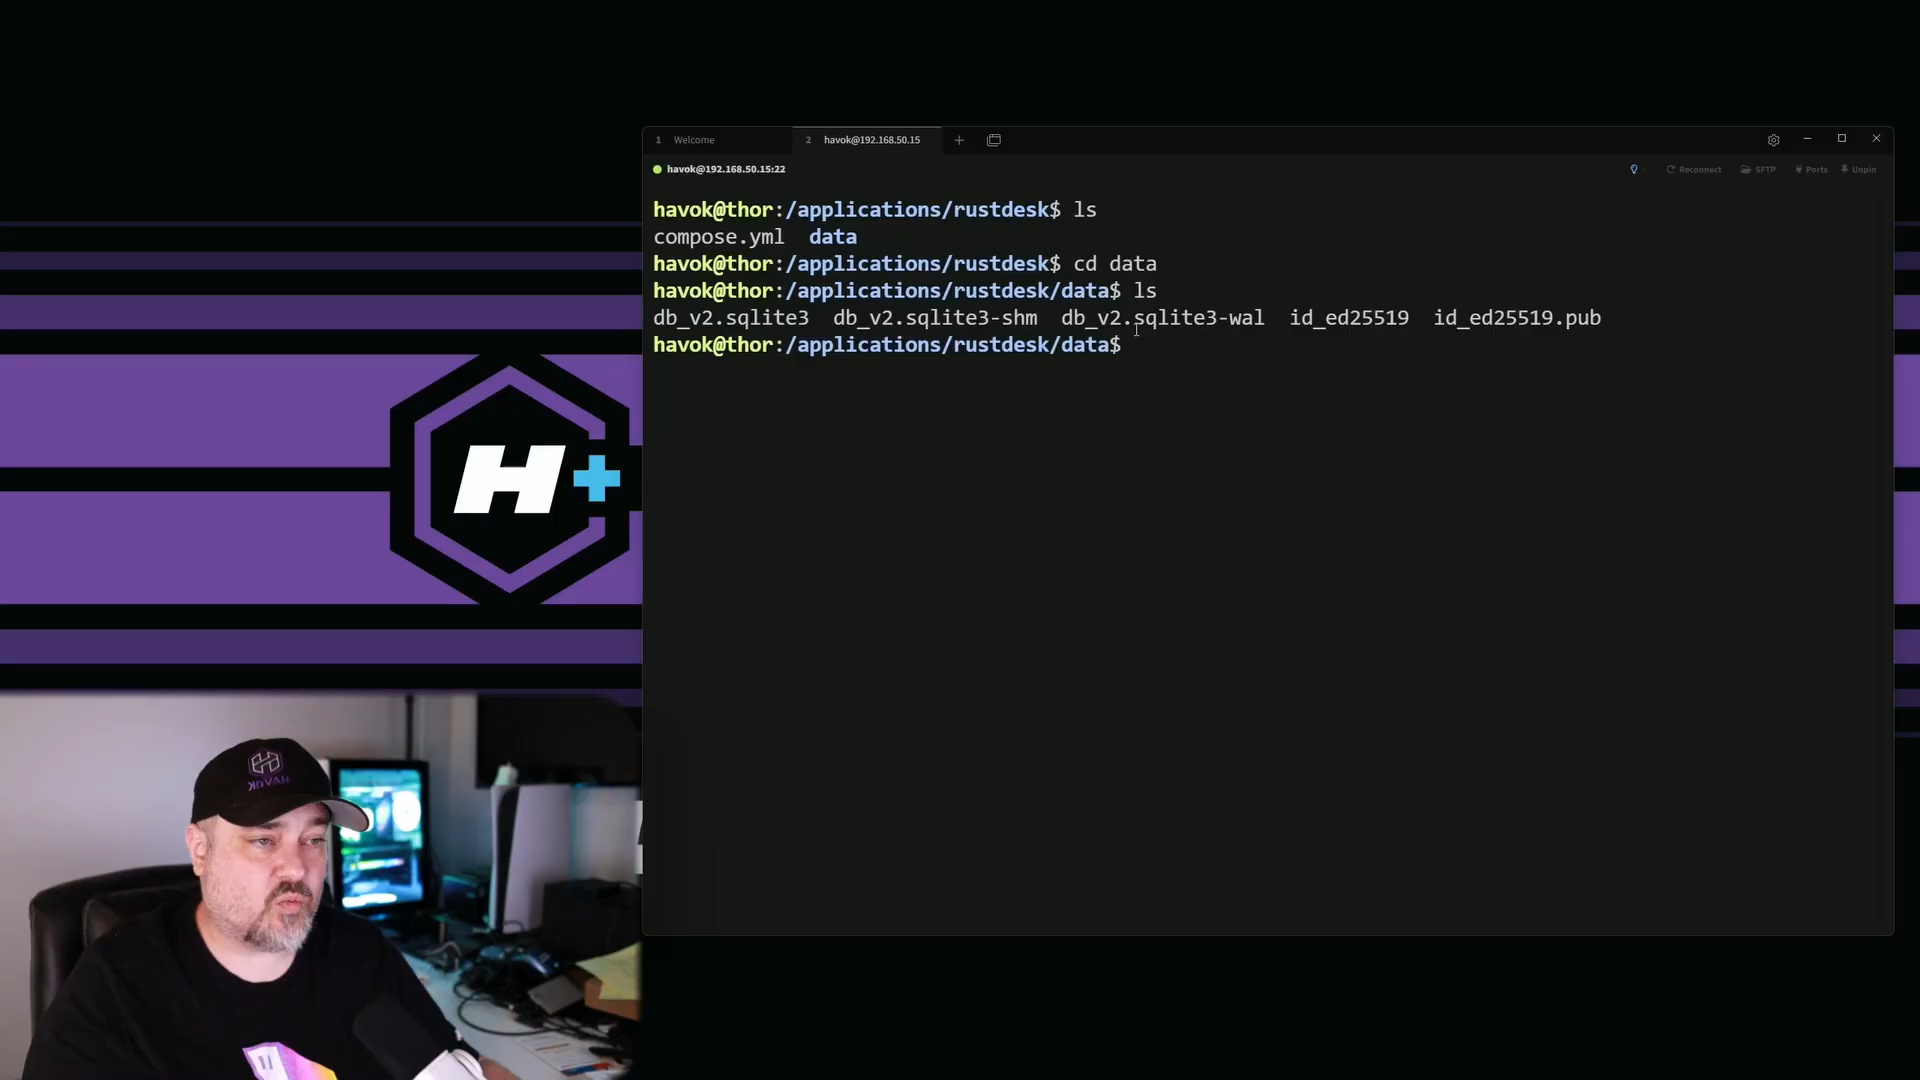 1 Welcome 2 havok@192.168.50.15
havok@192.168.50.15:22 Reconnect SFTP Ports Unpin
havok@thor:/applications/rustdesk$ ls
compose.yml data
havok@thor:/applications/rustdesk$ cd data
havok@thor:/applications/rustdesk/data$ ls
db_v2.sqlite3 db_v2.sqlite3-shm db_v2.sqlite3-wal id_ed25519 id_ed25519.pub
havok@thor:/applications/rustdesk/data$
H+
HAVOK